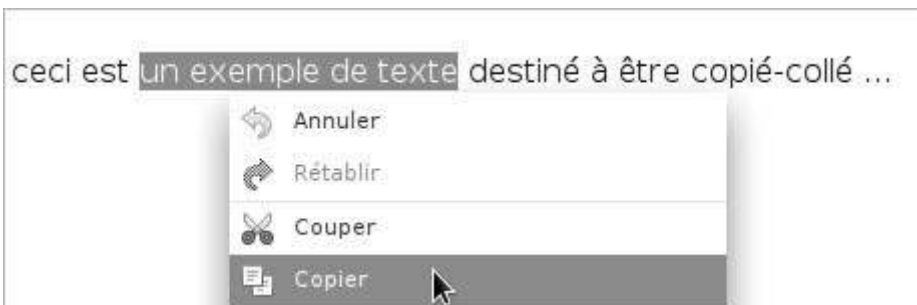 ceci est un exemple de texte destiné à être copié-collé ...
Annuler
Rétablir
Couper
Copier